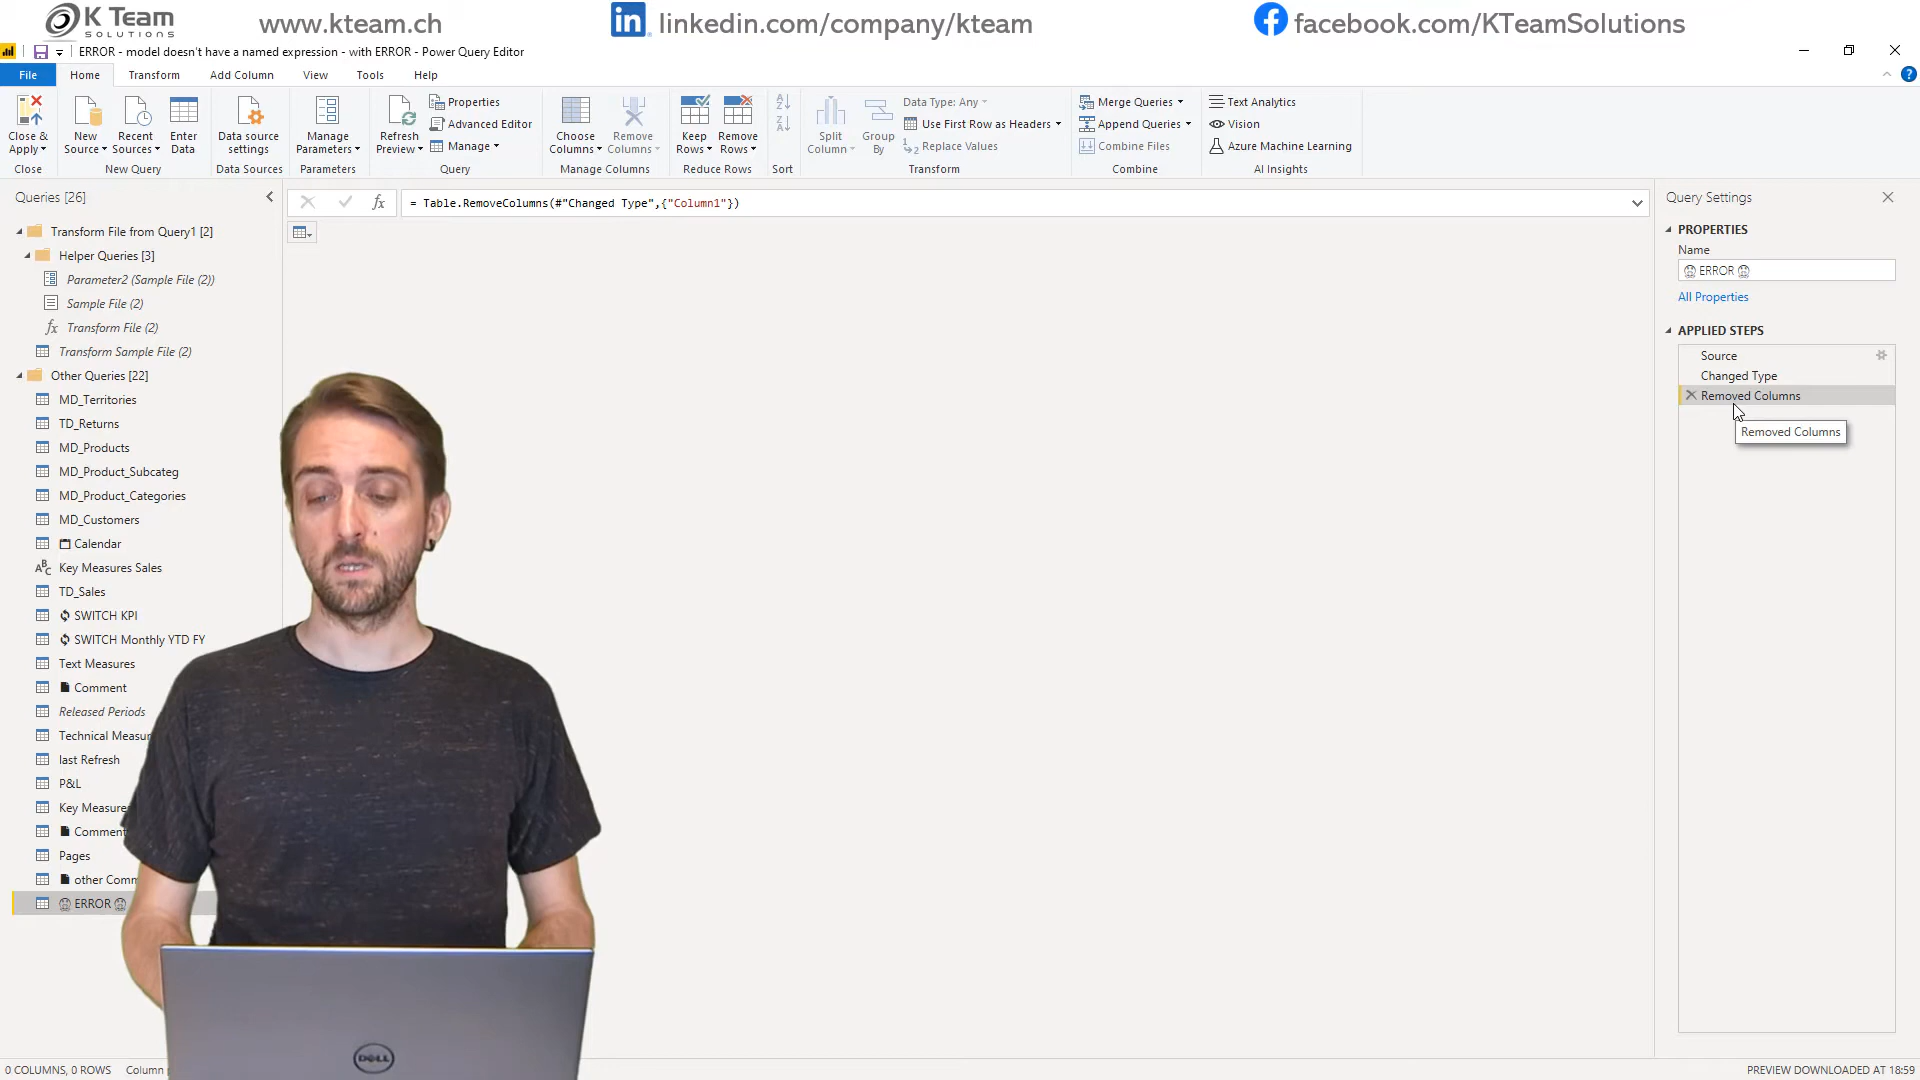 K Team
SOLUTIONS
www.kteam.ch
linkedin.com/company/kteam
facebook.com/KTeamSolutions
ERROR - model doesn't have a named expression - with ERROR - Power Query Editor
File
Home
Transform
Add Column
View
Tools
Help
Close & Apply
New Source
Recent Sources
Enter Data
Data source settings
Manage Parameters
Refresh Preview
Properties
Advanced Editor
Manage
Choose Columns
Remove Columns
Keep Rows
Remove Rows
Split Column
Group By
Data Type: Any
Use First Row as Headers
Replace Values
Merge Queries
Append Queries
Combine Files
Text Analytics
Vision
Azure Machine Learning
Close
New Query
Data Sources
Parameters
Query
Manage Columns
Reduce Rows
Sort
Transform
Combine
AI Insights
Queries [26]
Transform File from Query1 [2]
Helper Queries [3]
Parameter2 (Sample File (2))
Sample File (2)
Transform File (2)
Transform Sample File (2)
Other Queries [22]
MD_Territories
TD_Returns
MD_Products
MD_Product_Subcateg
MD_Product_Categories
MD_Customers
Calendar
Key Measures Sales
TD_Sales
SWITCH KPI
SWITCH Monthly YTD FY
Text Measures
Comment
Released Periods
Technical Measur
last Refresh
P&L
Key Measures
Comment
Pages
other Comm
ERROR
= Table.RemoveColumns(#"Changed Type",{"Column1"})
Query Settings
PROPERTIES
Name
ERROR
All Properties
APPLIED STEPS
Source
Changed Type
Removed Columns
Removed Columns
DELL
0 COLUMNS, 0 ROWS
Column
PREVIEW DOWNLOADED AT 18:59